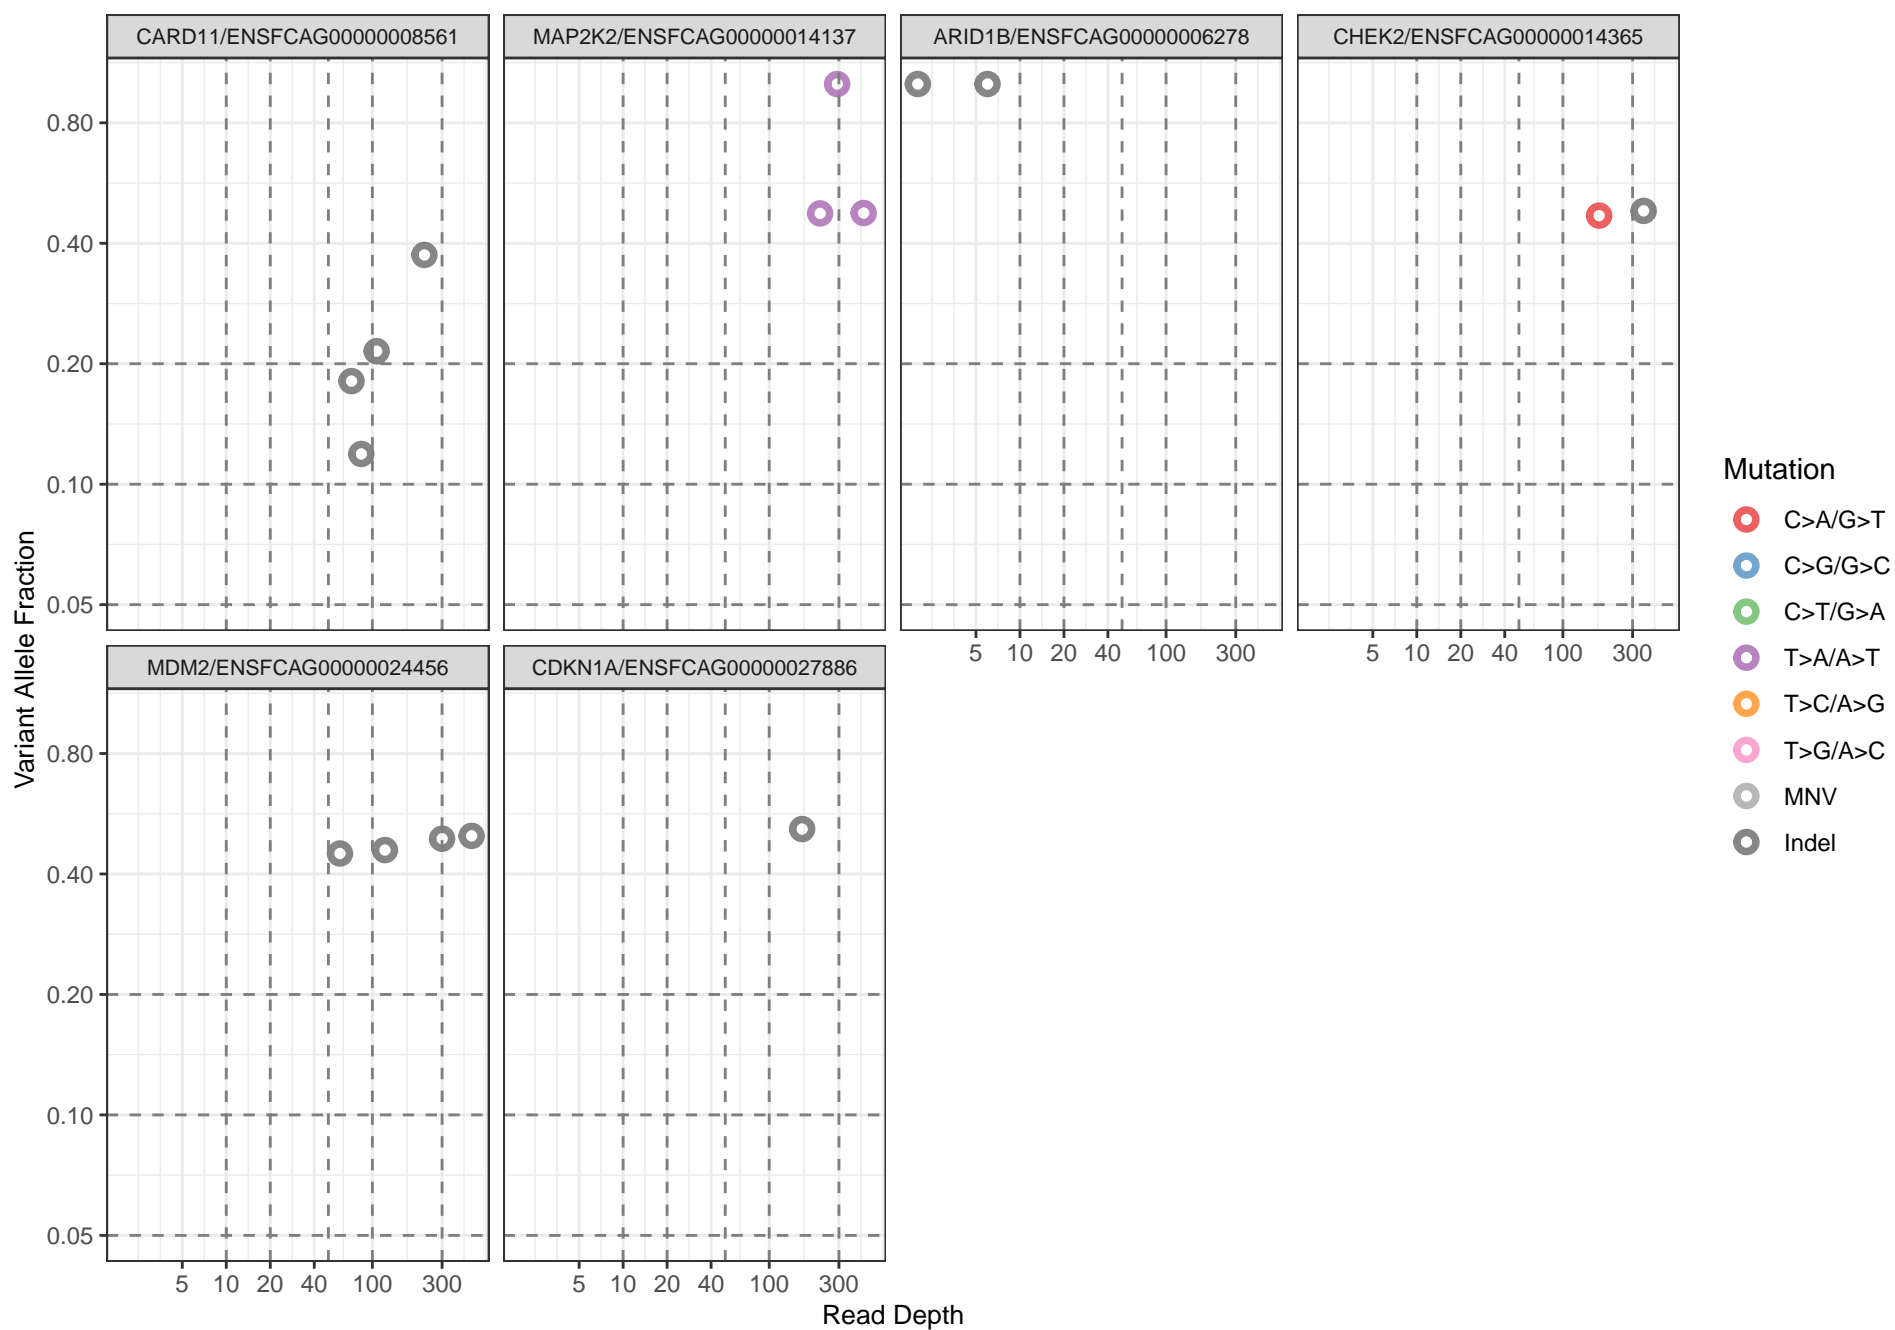 CARD11/ENSFCAG00000008561 MAP2K2/ENSFCAG00000014137 ARID1B/ENSFCAG00000006278 CHEK2/ENSFCAG00000014365
0.80
0.40
0.20
0.10
0.05
5 10 20 40 100 300 5 10 20 40 100 300
MDM2/ENSFCAG00000024456 CDKN1A/ENSFCAG00000027886
0.80
0.40
0.20
0.10
0.05
5 10 20 40 100 300 5 10 20 40 100 300
Read Depth
Variant Allele Fraction
Mutation
C>A/G>T
C>G/G>C
C>T/G>A
T>A/A>T
T>C/A>G
T>G/A>C
MNV
Indel